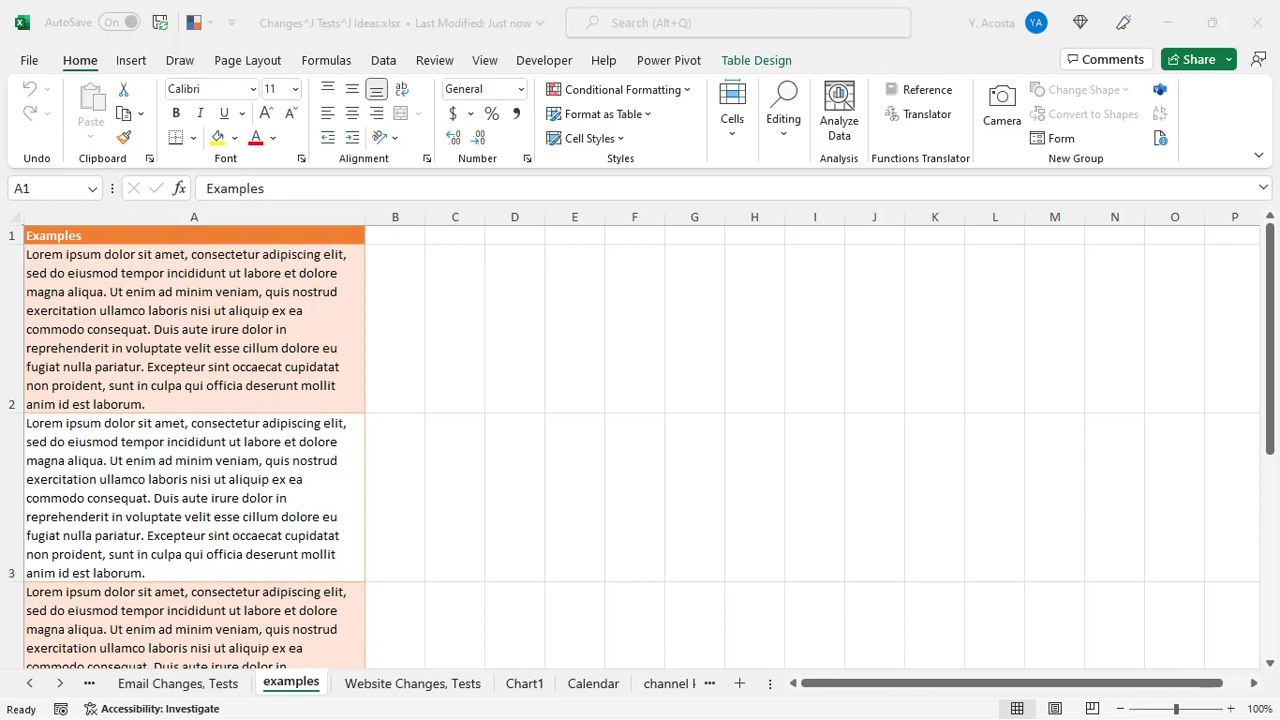 AutoSave On Changes^J Tests^J Ideas.xlsx • Last Modified: Just now Search (Alt+Q) Y. Acosta YA
File Home Insert Draw Page Layout Formulas Data Review View Developer Help Power Pivot Table Design Comments Share
Calibri 11 General Conditional Formatting Reference Change Shape
Paste B I U $ % Format as Table Cells Editing Analyze Data Translator Camera Convert to Shapes
Cell Styles Form
Undo Clipboard Font Alignment Number Styles Analysis Functions Translator New Group
A1 fx Examples
A B C D E F G H I J K L M N O P
1 Examples
Lorem ipsum dolor sit amet, consectetur adipiscing elit,
sed do eiusmod tempor incididunt ut labore et dolore
magna aliqua. Ut enim ad minim veniam, quis nostrud
exercitation ullamco laboris nisi ut aliquip ex ea
commodo consequat. Duis aute irure dolor in
reprehenderit in voluptate velit esse cillum dolore eu
fugiat nulla pariatur. Excepteur sint occaecat cupidatat
non proident, sunt in culpa qui officia deserunt mollit
2 anim id est laborum.
Lorem ipsum dolor sit amet, consectetur adipiscing elit,
sed do eiusmod tempor incididunt ut labore et dolore
magna aliqua. Ut enim ad minim veniam, quis nostrud
exercitation ullamco laboris nisi ut aliquip ex ea
commodo consequat. Duis aute irure dolor in
reprehenderit in voluptate velit esse cillum dolore eu
fugiat nulla pariatur. Excepteur sint occaecat cupidatat
non proident, sunt in culpa qui officia deserunt mollit
3 anim id est laborum.
Lorem ipsum dolor sit amet, consectetur adipiscing elit,
sed do eiusmod tempor incididunt ut labore et dolore
magna aliqua. Ut enim ad minim veniam, quis nostrud
exercitation ullamco laboris nisi ut aliquip ex ea
commodo consequat. Duis aute irure dolor in
Email Changes, Tests examples Website Changes, Tests Chart1 Calendar channel
Ready Accessibility: Investigate 100%